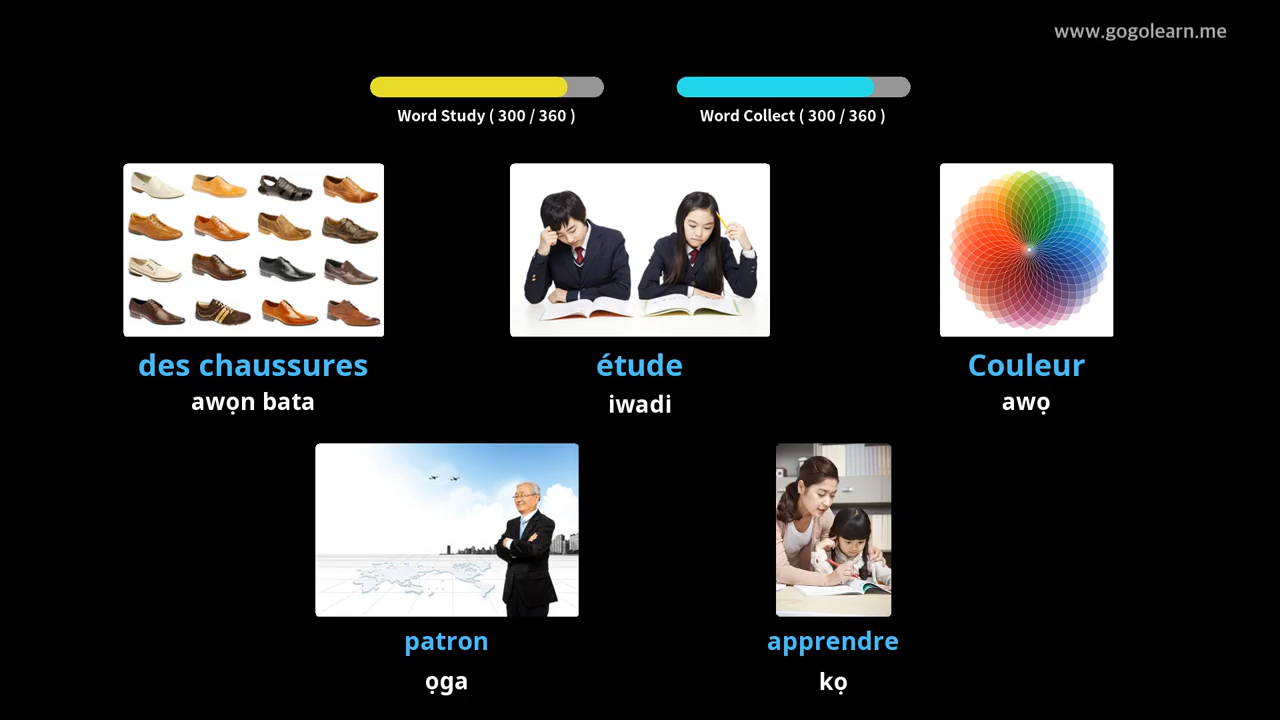 www.gogolearn.me
Word Study ( 300 / 360 )
Word Collect ( 300 / 360 )
des chaussures
awọn bata
étude
iwadi
Couleur
awọ
patron
ọga
apprendre
kọ